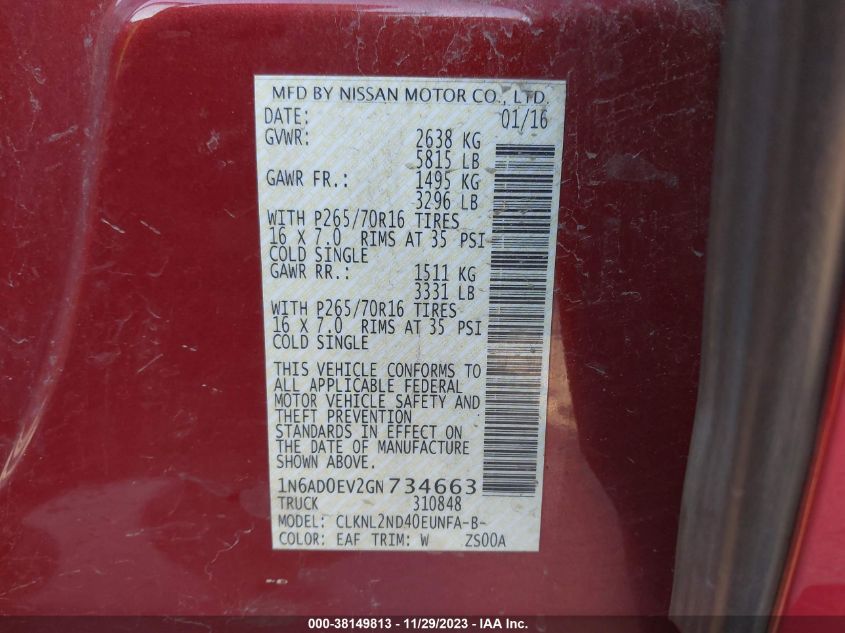 MFD BY NISSAN MOTOR CO., LTD.
DATE: 01/16
GVWR: 2638 KG
5815 LB
GAWR FR.: 1495 KG
3296 LB
WITH P265/70R16 TIRES
16 X 7.0 RIMS AT 35 PSI
COLD SINGLE
GAWR RR.: 1511 KG
3331 LB
WITH P265/70R16 TIRES
16 X 7.0 RIMS AT 35 PSI
COLD SINGLE
THIS VEHICLE CONFORMS TO
ALL APPLICABLE FEDERAL
MOTOR VEHICLE SAFETY AND
THEFT PREVENTION
STANDARDS IN EFFECT ON
THE DATE OF MANUFACTURE
SHOWN ABOVE.
1N6AD0EV2GN734663
TRUCK 310848
MODEL: CLKNL2ND40EUNFA-B-
COLOR: EAF TRIM: W ZS00A
000-38149813 - 11/29/2023 - IAA Inc.